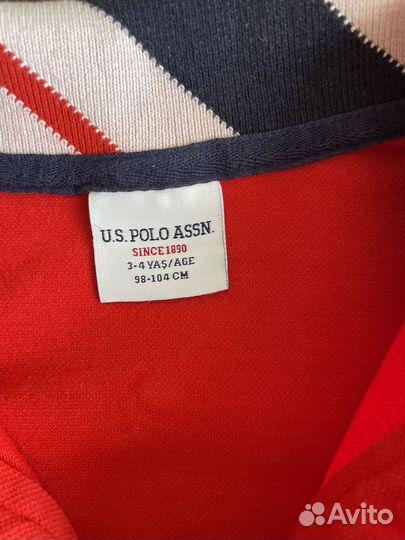 U.S. POLO ASSN.
SINCE 1890
3-4 YAŞ/AGE
98-104 CM
Avito